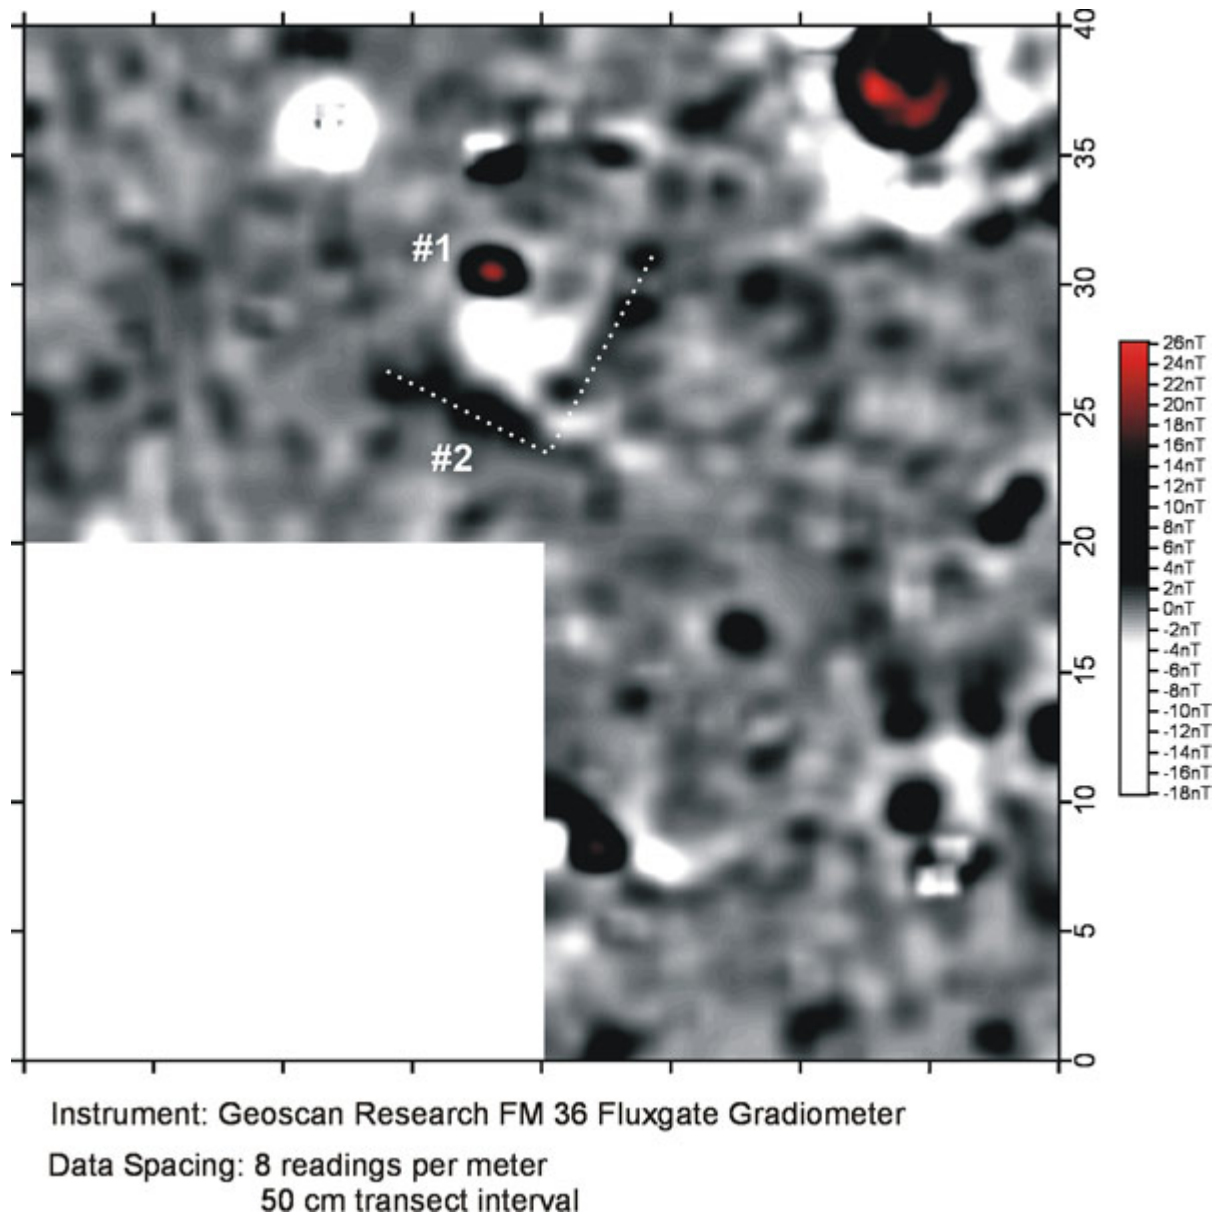 40
35
#1
30
26nT
24nT
22nT
20nT
18nT
16nT
14nT
12nT
10nT
8nT
6nT
4nT
2nT
0nT
-2nT
-4nT
-6nT
-8nT
-10nT
-12nT
-14nT
-16nT
-18nT
25
#2
20
15
10
5
0
Instrument: Geoscan Research FM 36 Fluxgate Gradiometer
Data Spacing: 8 readings per meter
50 cm transect interval